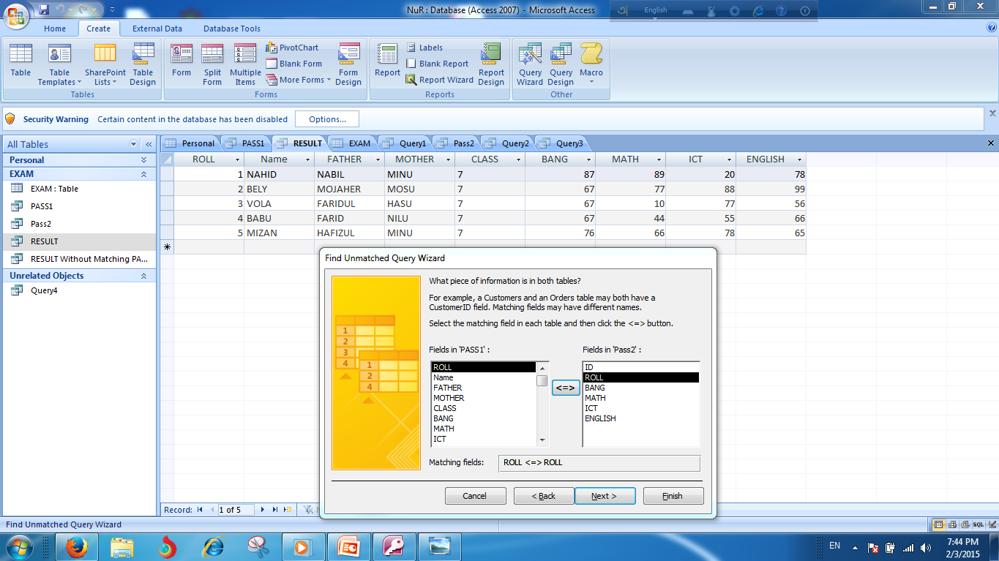 NuR : Database (Access 2007) - Microsoft Access
English
Home Create External Data Database Tools
Table
Table Templates
SharePoint Lists
Table Design
Tables
Form
Split Form
Multiple Items
PivotChart
Blank Form
More Forms
Form Design
Forms
Report
Labels
Blank Report
Report Wizard
Report Design
Reports
Query Wizard
Query Design
Macro
Other
Security Warning Certain content in the database has been disabled Options...
All Tables
Personal
EXAM
EXAM : Table
PASS1
Pass2
RESULT
RESULT Without Matching PA...
Unrelated Objects
Query4
Personal PASS1 RESULT EXAM Query1 Pass2 Query2 Query3
ROLL Name FATHER MOTHER CLASS BANG MATH ICT ENGLISH
1 NAHID NABIL MINU 7 87 89 20 78
2 BELY MOJAHER MOSU 7 67 77 88 99
3 VOLA FARIDUL HASU 7 67 10 77 56
4 BABU FARID NILU 7 67 44 55 66
5 MIZAN HAFIZUL MINU 7 76 66 78 65
Find Unmatched Query Wizard
What piece of information is in both tables?
For example, a Customers and an Orders table may both have a
CustomerID field. Matching fields may have different names.
Select the matching field in each table and then click the <=> button.
1
2
3
4
1
2
4
Fields in 'PASS1' :
ROLL
Name
FATHER
MOTHER
CLASS
BANG
MATH
ICT
<=>
Fields in 'Pass2' :
ID
ROLL
BANG
MATH
ICT
ENGLISH
Matching fields: ROLL <=> ROLL
Cancel < Back Next > Finish
Record: 1 of 5
Find Unmatched Query Wizard
SQL
EN
7:44 PM
2/3/2015